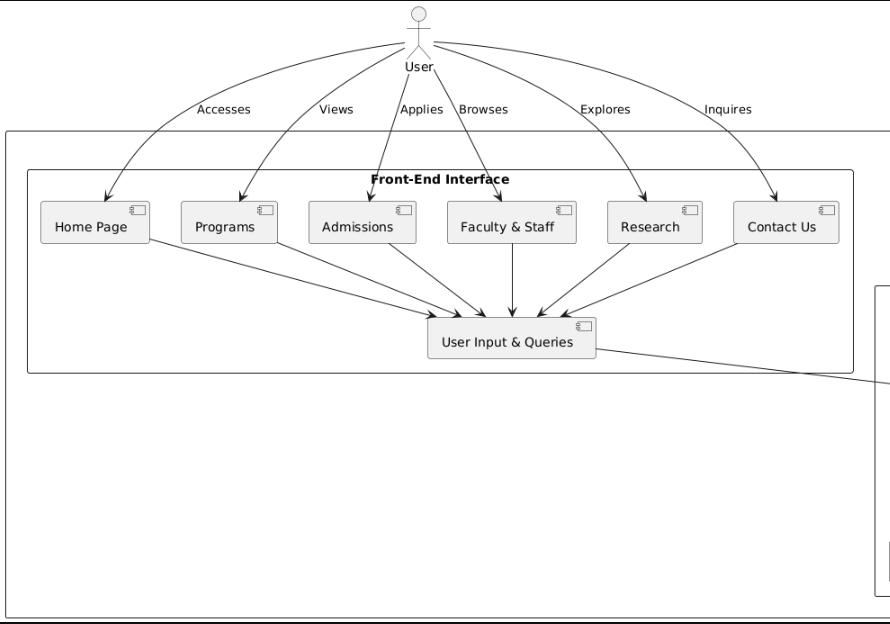 User
Accesses
Views
Applies
Browses
Explores
Inquires
Front-End Interface
Home Page
Programs
Admissions
Faculty & Staff
Research
Contact Us
User Input & Queries